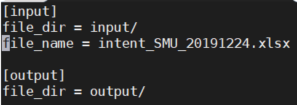 [input]
file_dir = input/
file_name = intent_SMU_20191224.xlsx
[output]
file_dir = output/